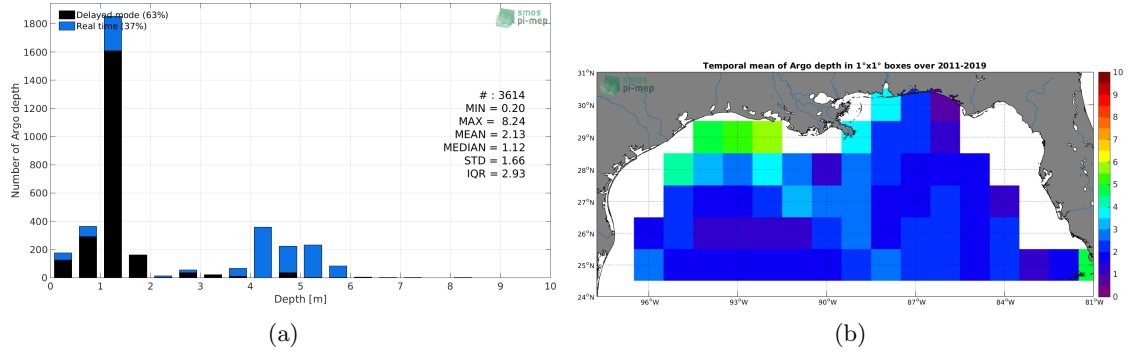 Delayed mode (63%)
Real time (37%)
smos
pi-mep
1800
1600
1400
1200
1000
800
600
400
200
0
Number of Argo depth
# : 3614
MIN = 0.20
MAX = 8.24
MEAN = 2.13
MEDIAN = 1.12
STD = 1.66
IQR = 2.93
0 1 2 3 4 5 6 7 8 9 10
Depth [m]
(a)
Temporal mean of Argo depth in 1°x1° boxes over 2011-2019
smos
pi-mep
31°N
30°N
29°N
28°N
27°N
26°N
25°N
24°N
96°W 93°W 90°W 87°W 84°W 81°W
10
9
8
7
6
5
4
3
2
1
0
(b)